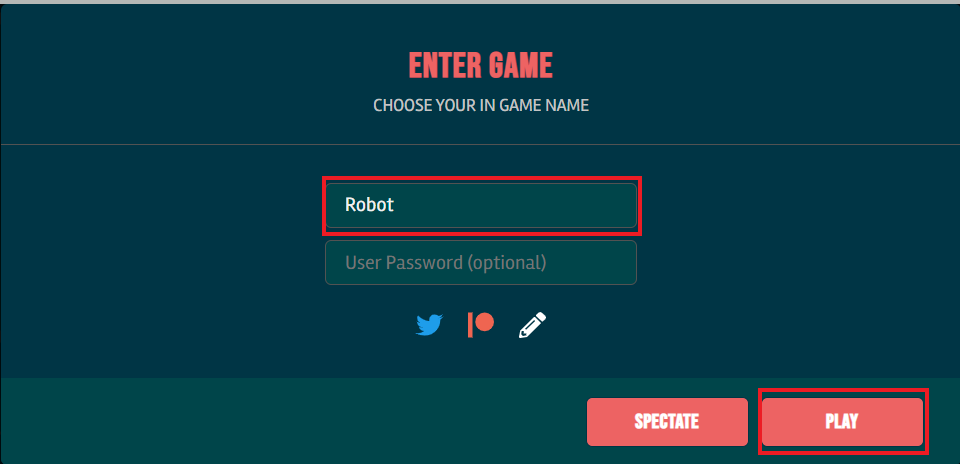 ENTER GAME
CHOOSE YOUR IN GAME NAME
Robot
User Password (optional)
SPECTATE PLAY